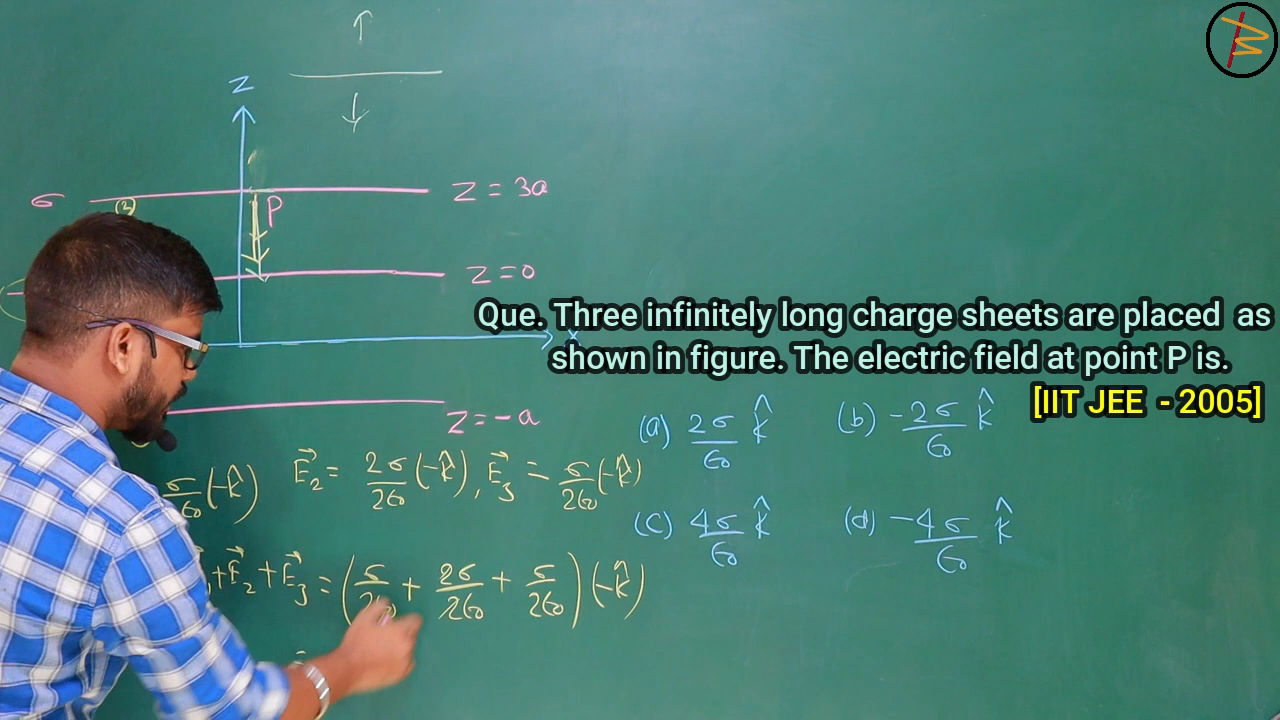 Z
σ
(3)
P
Z = 3a
Z = 0
Que. Three infinitely long charge sheets are placed as
shown in figure. The electric field at point P is.
[IIT JEE - 2005]
Z = -a
(a) 2σ/ϵ₀ k̂ (b) -2σ/ϵ₀ k̂
(c) 4σ/ϵ₀ k̂ (d) -4σ/ϵ₀ k̂
σ/ϵ₀ (-k̂) E⃗₂ = 2σ/2ϵ₀ (-k̂), E⃗₃ = σ/2ϵ₀ (-k̂)
+E⃗₂ + E⃗₃ = (σ/2ϵ₀ + 2σ/2ϵ₀ + σ/2ϵ₀) (-k̂)